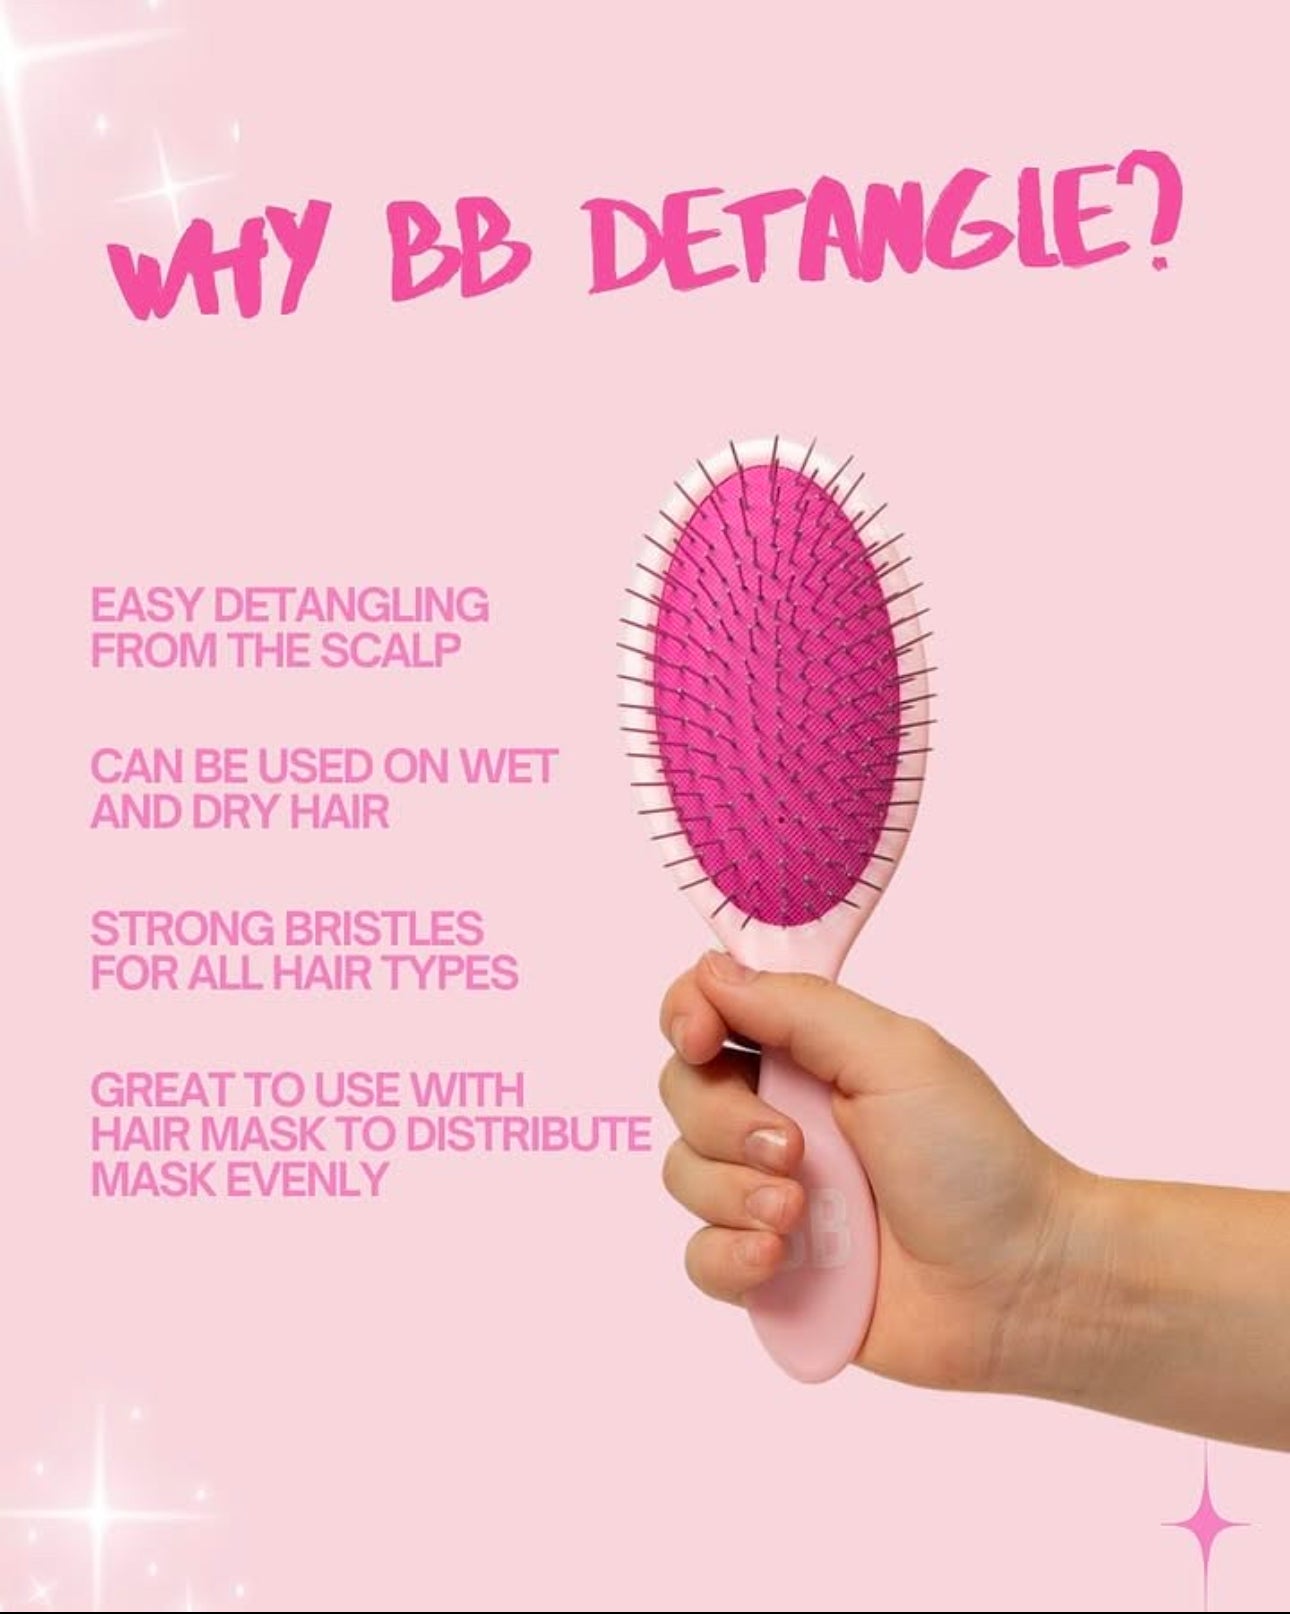 WHY BB DETANGLE?
EASY DETANGLING
FROM THE SCALP
CAN BE USED ON WET
AND DRY HAIR
STRONG BRISTLES
FOR ALL HAIR TYPES
GREAT TO USE WITH
HAIR MASK TO DISTRIBUTE
MASK EVENLY